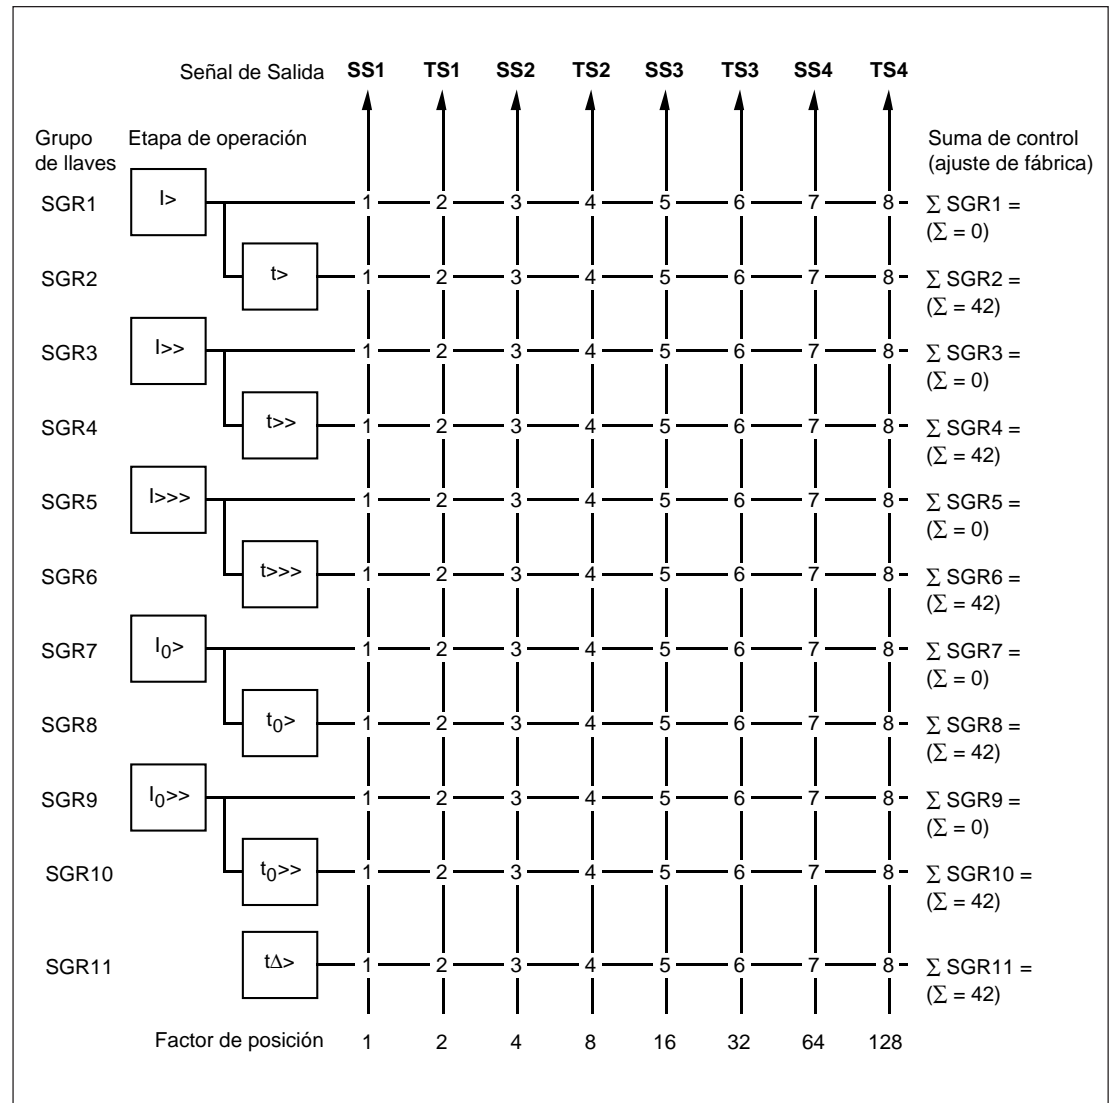 Señal de Salida SS1 TS1 SS2 TS2 SS3 TS3 SS4 TS4
Grupo de llaves
Etapa de operación
Suma de control
(ajuste de fábrica)
SGR1 I> 1 2 3 4 5 6 7 8 ∑ SGR1 =
(∑ = 0)
SGR2 t> 1 2 3 4 5 6 7 8 ∑ SGR2 =
(∑ = 42)
SGR3 I>> 1 2 3 4 5 6 7 8 ∑ SGR3 =
(∑ = 0)
SGR4 t>> 1 2 3 4 5 6 7 8 ∑ SGR4 =
(∑ = 42)
SGR5 I>>> 1 2 3 4 5 6 7 8 ∑ SGR5 =
(∑ = 0)
SGR6 t>>> 1 2 3 4 5 6 7 8 ∑ SGR6 =
(∑ = 42)
SGR7 I0> 1 2 3 4 5 6 7 8 ∑ SGR7 =
(∑ = 0)
SGR8 t0> 1 2 3 4 5 6 7 8 ∑ SGR8 =
(∑ = 42)
SGR9 I0>> 1 2 3 4 5 6 7 8 ∑ SGR9 =
(∑ = 0)
SGR10 t0>> 1 2 3 4 5 6 7 8 ∑ SGR10 =
(∑ = 42)
SGR11 t∆> 1 2 3 4 5 6 7 8 ∑ SGR11 =
(∑ = 42)
Factor de posición 1 2 4 8 16 32 64 128